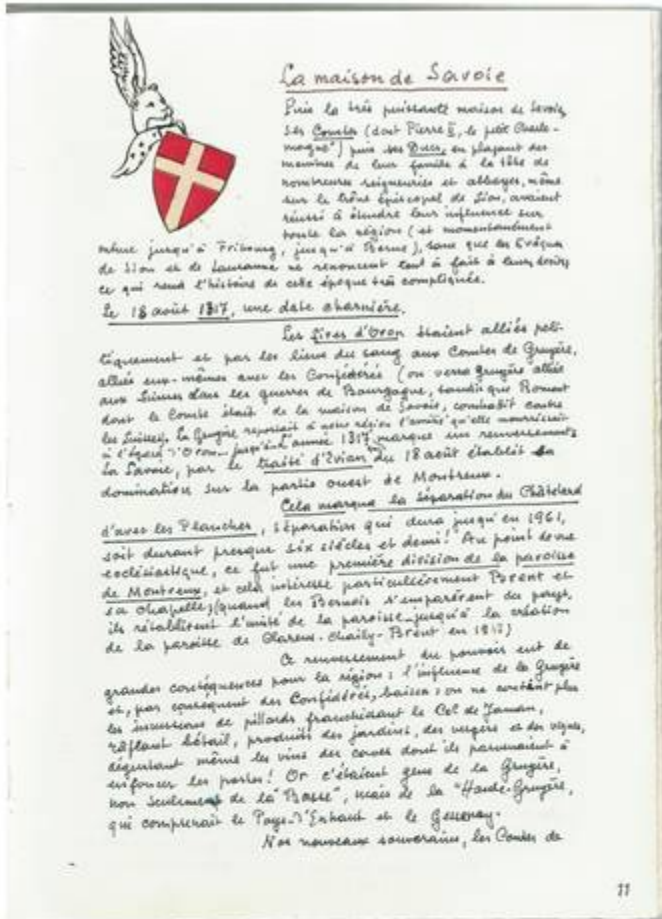 La maison de Savoie
Puis la très puissante maison de Savoie,
ses Comtes (dont Pierre II, le petit Charle-
magne") puis ses Ducs, en plaçant des
membres de leur famille à la tête de
nombreuses seigneuries et abbayes, même
sur le trône épiscopal de Sion, avaient
réussi à étendre leur influence sur
toute la région (et momentanément
même jusqu'à Fribourg, jusqu'à Berne), sans que les Evêques
de Sion et de Lausanne ne renoncent tout à fait à leurs droits,
ce qui rend l'histoire de cette époque très compliquée.
Le 18 août 1317, une date charnière.
Les Sires d'Oron étaient alliés poli-
tiquement et par les liens du sang aux Comtes de Gruyère,
alliés eux-mêmes avec les Confédérés (on verra Gruyère alliée
aux Suisses dans les guerres de Bourgogne, tandis que Romont
dont le Comte était de la maison de Savoie, combattit contre
les Suisses). La Gruyère reportait à notre région l'amitié qu'elle nourrissait
à l'égard d'Oron jusqu'à l'année 1317 marque un renversement
La Savoie, par le traité d'Evian du 18 août établit sa
domination sur la partie ouest de Montreux.
Cela marque la séparation du Châtelard
d'avec les Planches, séparation qui dura jusqu'en 1961,
soit durant presque six siècles et demi! Au point de vue
ecclésiastique, ce fut une première division de la paroisse
de Montreux, et cela intéresse particulièrement Brent et
sa chapelle, (quand les Bernois s'emparèrent du pays,
ils rétablirent l'unité de la paroisse jusqu'à la création
de la paroisse de Clarens-Chailly-Brent en
Ce renversement du pouvoir eut de
grandes conséquences pour la région : l'influence de la Gruyère
et, par conséquent des Confédérés, baissa ; on ne contint plus
les incursions de pillards franchissant le Col de Jaman,
râflant bétail, produits des jardins, des vergers et des vignes,
dégustant même les vins des caves dont ils parvenaient à
enfoncer les portes! Or c'étaient gens de la Gruyère,
non seulement de la "Basse", mais de la "Haute-Gruyère,
qui comprenait le Pays-d'Enhaut et le Gessenay.
Nos nouveaux souverains, les Comtes de
11